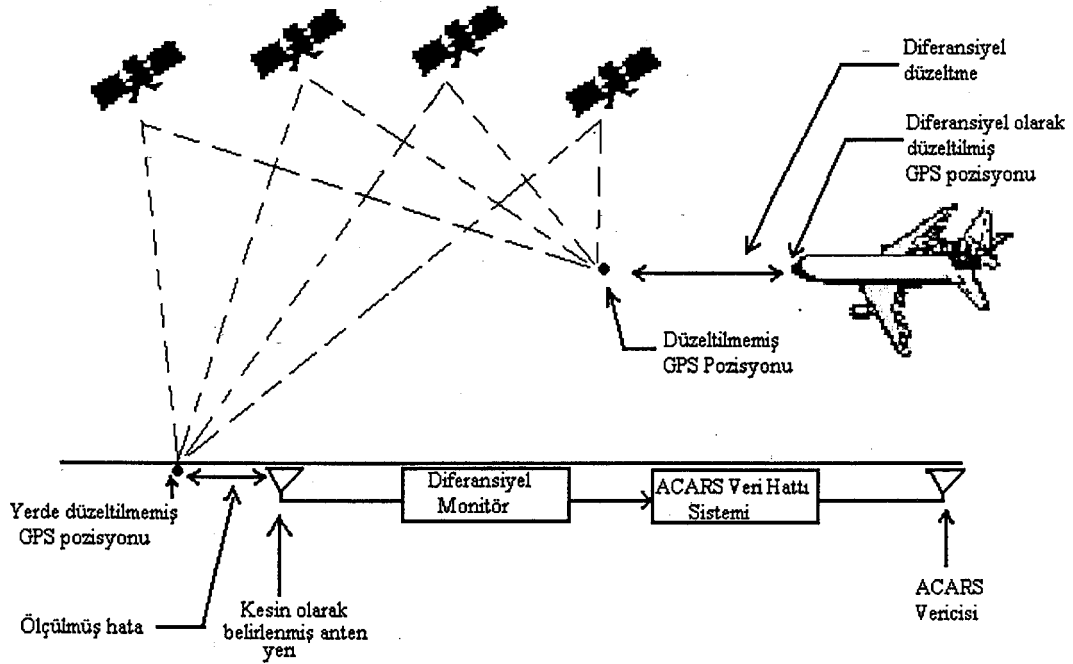 Diferansiyel
düzeltme
Diferansiyel olarak
düzeltilmiş
GPS pozisyonu
Düzeltilmemiş
GPS Pozisyonu
Diferansiyel
Monitör
ACARS Veri Hattı
Sistemi
Yerde düzeltilmemiş
GPS pozisyonu
Ölçülmüş hata
Kesin olarak
belirlenmiş anten
yeri
ACARS
Vericisi